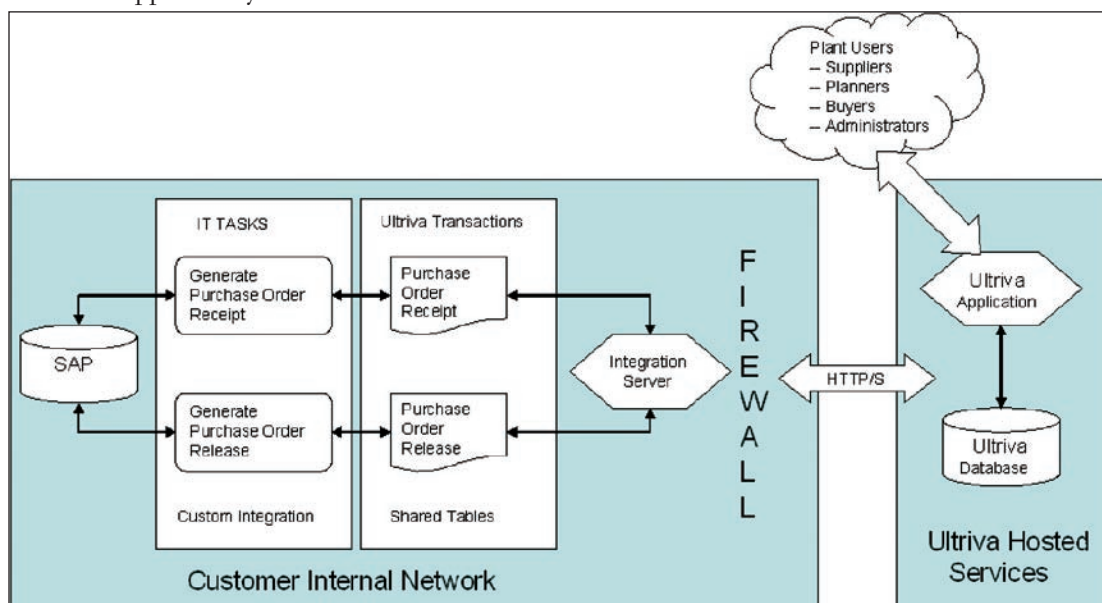 Plant Users
– Suppliers
– Planners
– Buyers
– Administrators
IT TASKS
Ultriva Transactions
Generate
Purchase Order
Receipt
Purchase
Order
Receipt
SAP
Integration
Server
Generate
Purchase Order
Release
Purchase
Order
Release
Custom Integration
Shared Tables
FIREWALL
HTTP/S
Ultriva
Application
Ultriva
Database
Customer Internal Network
Ultriva Hosted
Services